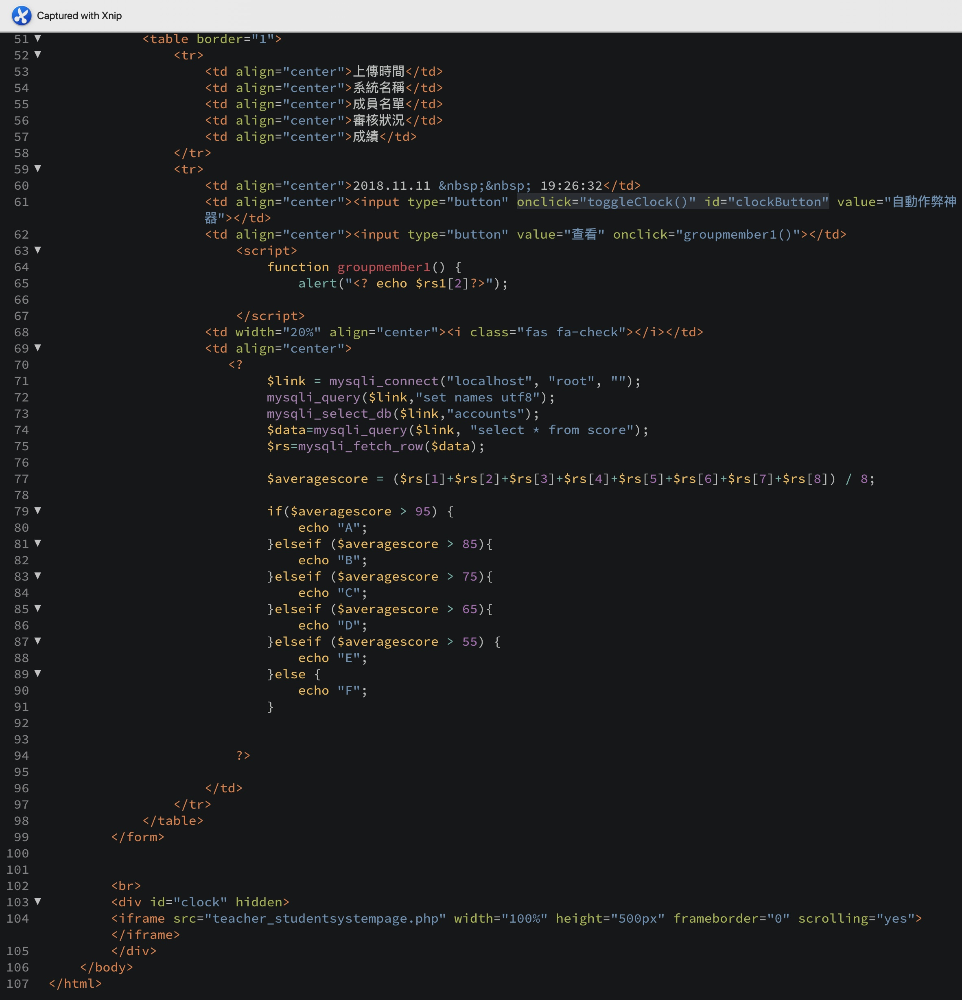 Captured with Xnip
51 ▼ <table border="1">
52 ▼ <tr>
53 <td align="center">上傳時間</td>
54 <td align="center">系統名稱</td>
55 <td align="center">成員名單</td>
56 <td align="center">審核狀況</td>
57 <td align="center">成績</td>
58 </tr>
59 ▼ <tr>
60 <td align="center">2018.11.11 &nbsp;&nbsp; 19:26:32</td>
61 <td align="center"><input type="button" onclick="toggleClock()" id="clockButton" value="自動作弊神
器"></td>
62 <td align="center"><input type="button" value="查看" onclick="groupmember1()"></td>
63 ▼ <script>
64 function groupmember1() {
65 alert("<? echo $rs1[2]?>");
66
67 </script>
68 <td width="20%" align="center"><i class="fas fa-check"></i></td>
69 ▼ <td align="center">
70 <?
71 $link = mysqli_connect("localhost", "root", "");
72 mysqli_query($link,"set names utf8");
73 mysqli_select_db($link,"accounts");
74 $data=mysqli_query($link, "select * from score");
75 $rs=mysqli_fetch_row($data);
76
77 $averagescore = ($rs[1]+$rs[2]+$rs[3]+$rs[4]+$rs[5]+$rs[6]+$rs[7]+$rs[8]) / 8;
78
79 ▼ if($averagescore > 95) {
80 echo "A";
81 ▼ }elseif ($averagescore > 85){
82 echo "B";
83 ▼ }elseif ($averagescore > 75){
84 echo "C";
85 ▼ }elseif ($averagescore > 65){
86 echo "D";
87 ▼ }elseif ($averagescore > 55) {
88 echo "E";
89 ▼ }else {
90 echo "F";
91 }
92
93
94 ?>
95
96 </td>
97 </tr>
98 </table>
99 </form>
100
101
102 <br>
103 ▼ <div id="clock" hidden>
104 <iframe src="teacher_studentsystempage.php" width="100%" height="500px" frameborder="0" scrolling="yes">
</iframe>
105 </div>
106 </body>
107 </html>